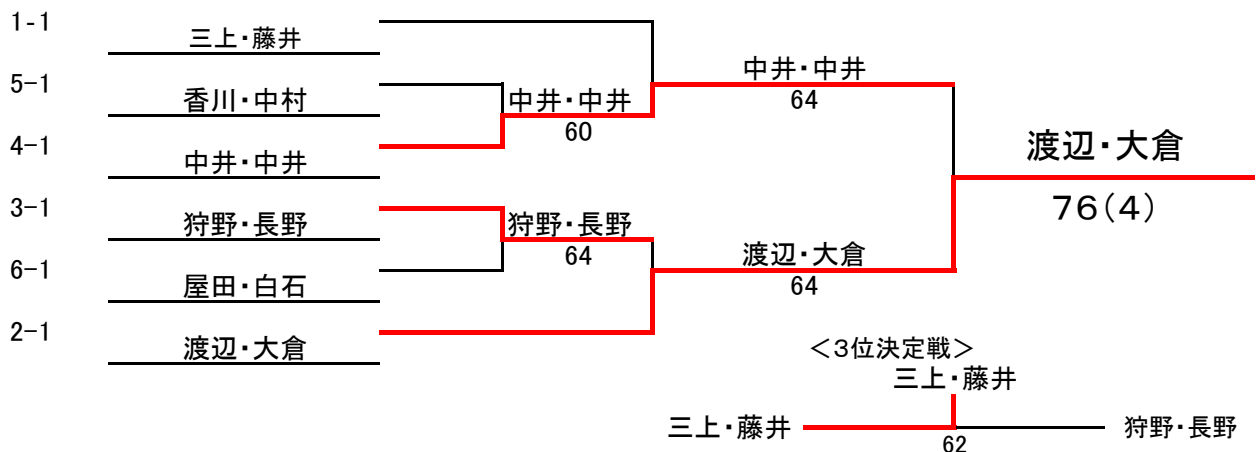 1-1
三上・藤井
5-1
香川・中村
中井・中井
60
中井・中井
64
4-1
中井・中井
渡辺・大倉
76(4)
3-1
狩野・長野
狩野・長野
64
渡辺・大倉
64
6-1
屋田・白石
2-1
渡辺・大倉
＜3位決定戦＞
三上・藤井
三上・藤井
62
狩野・長野